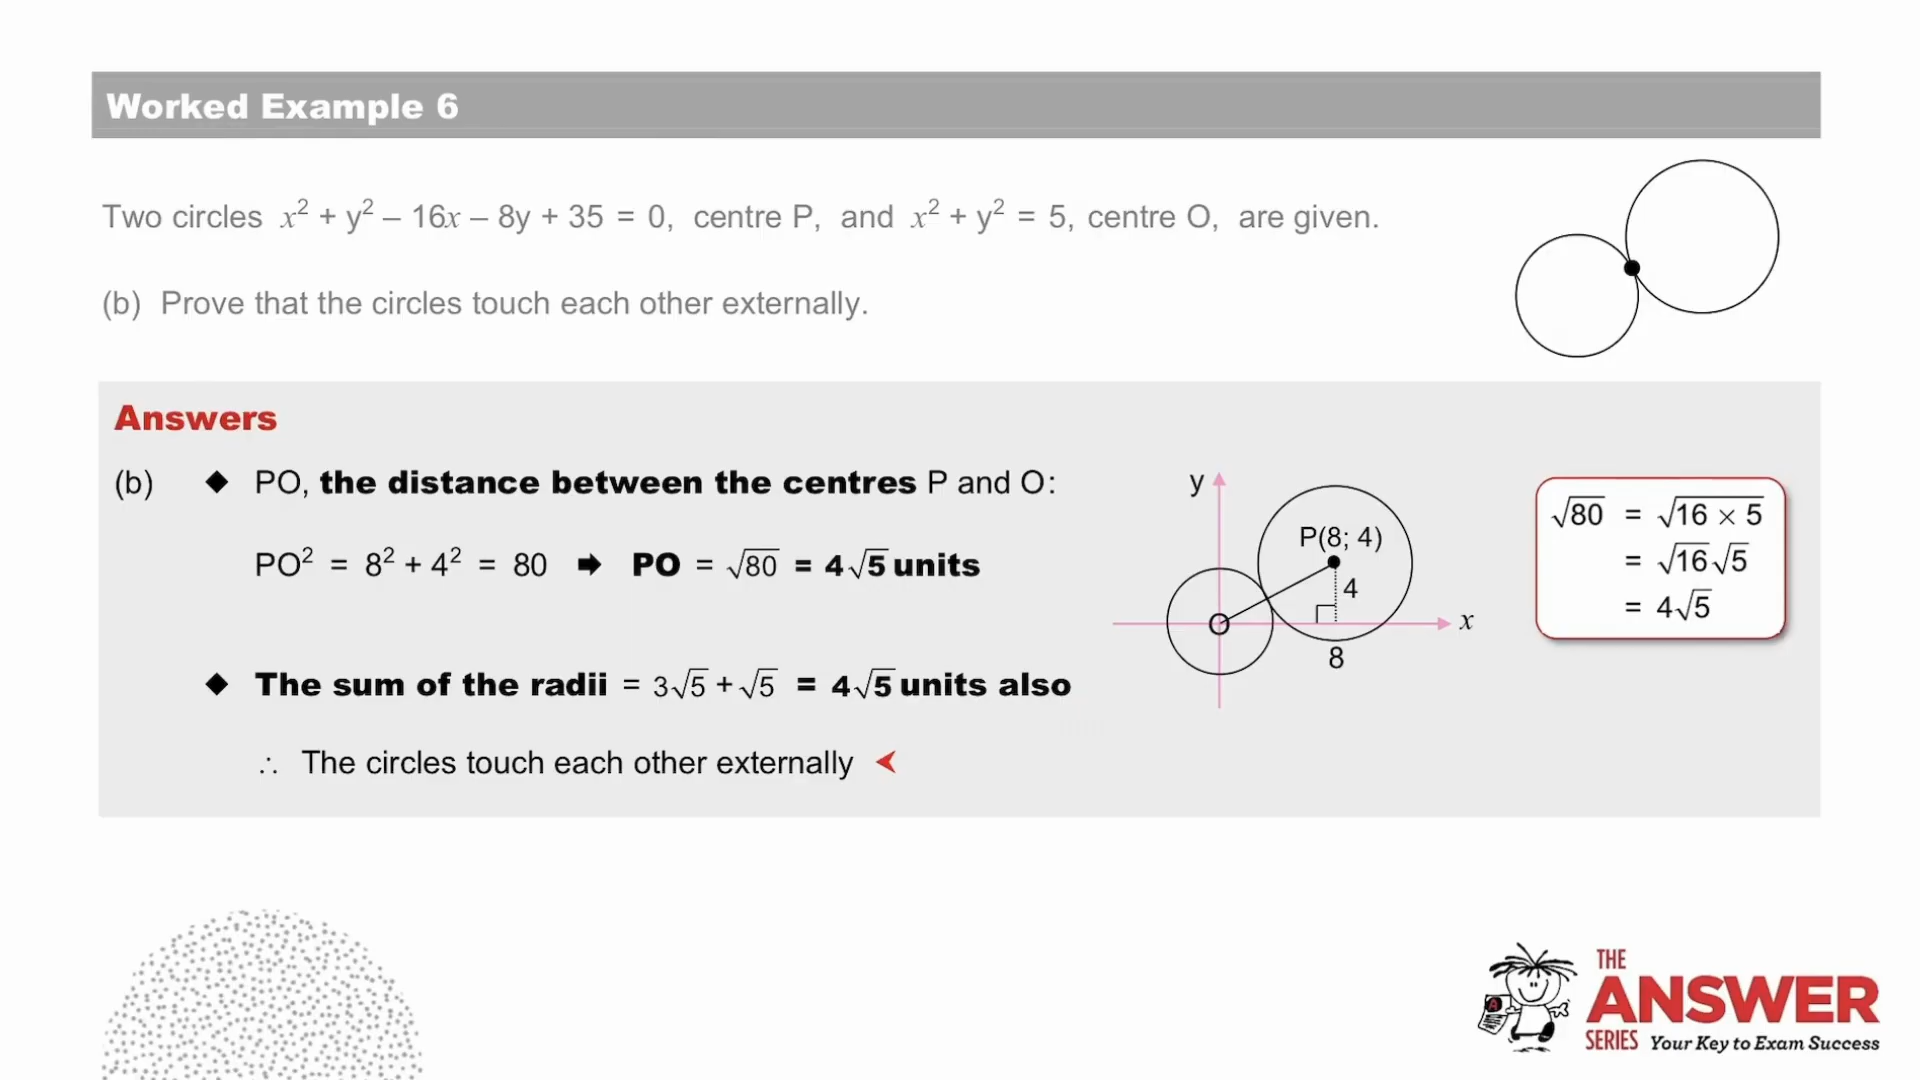 Worked Example 6
Two circles x² + y² – 16x – 8y + 35 = 0, centre P, and x² + y² = 5, centre O, are given.
(b) Prove that the circles touch each other externally.
Answers
(b) ◆ PO, the distance between the centres P and O:
PO² = 8² + 4² = 80 ➡ PO = √80 = 4√5 units
◆ The sum of the radii = 3√5 + √5 = 4√5 units also
∴ The circles touch each other externally
y
P(8; 4)
4
O
x
8
√80 = √16 × 5
= √16√5
= 4√5
A
THE
ANSWER
SERIES Your Key to Exam Success